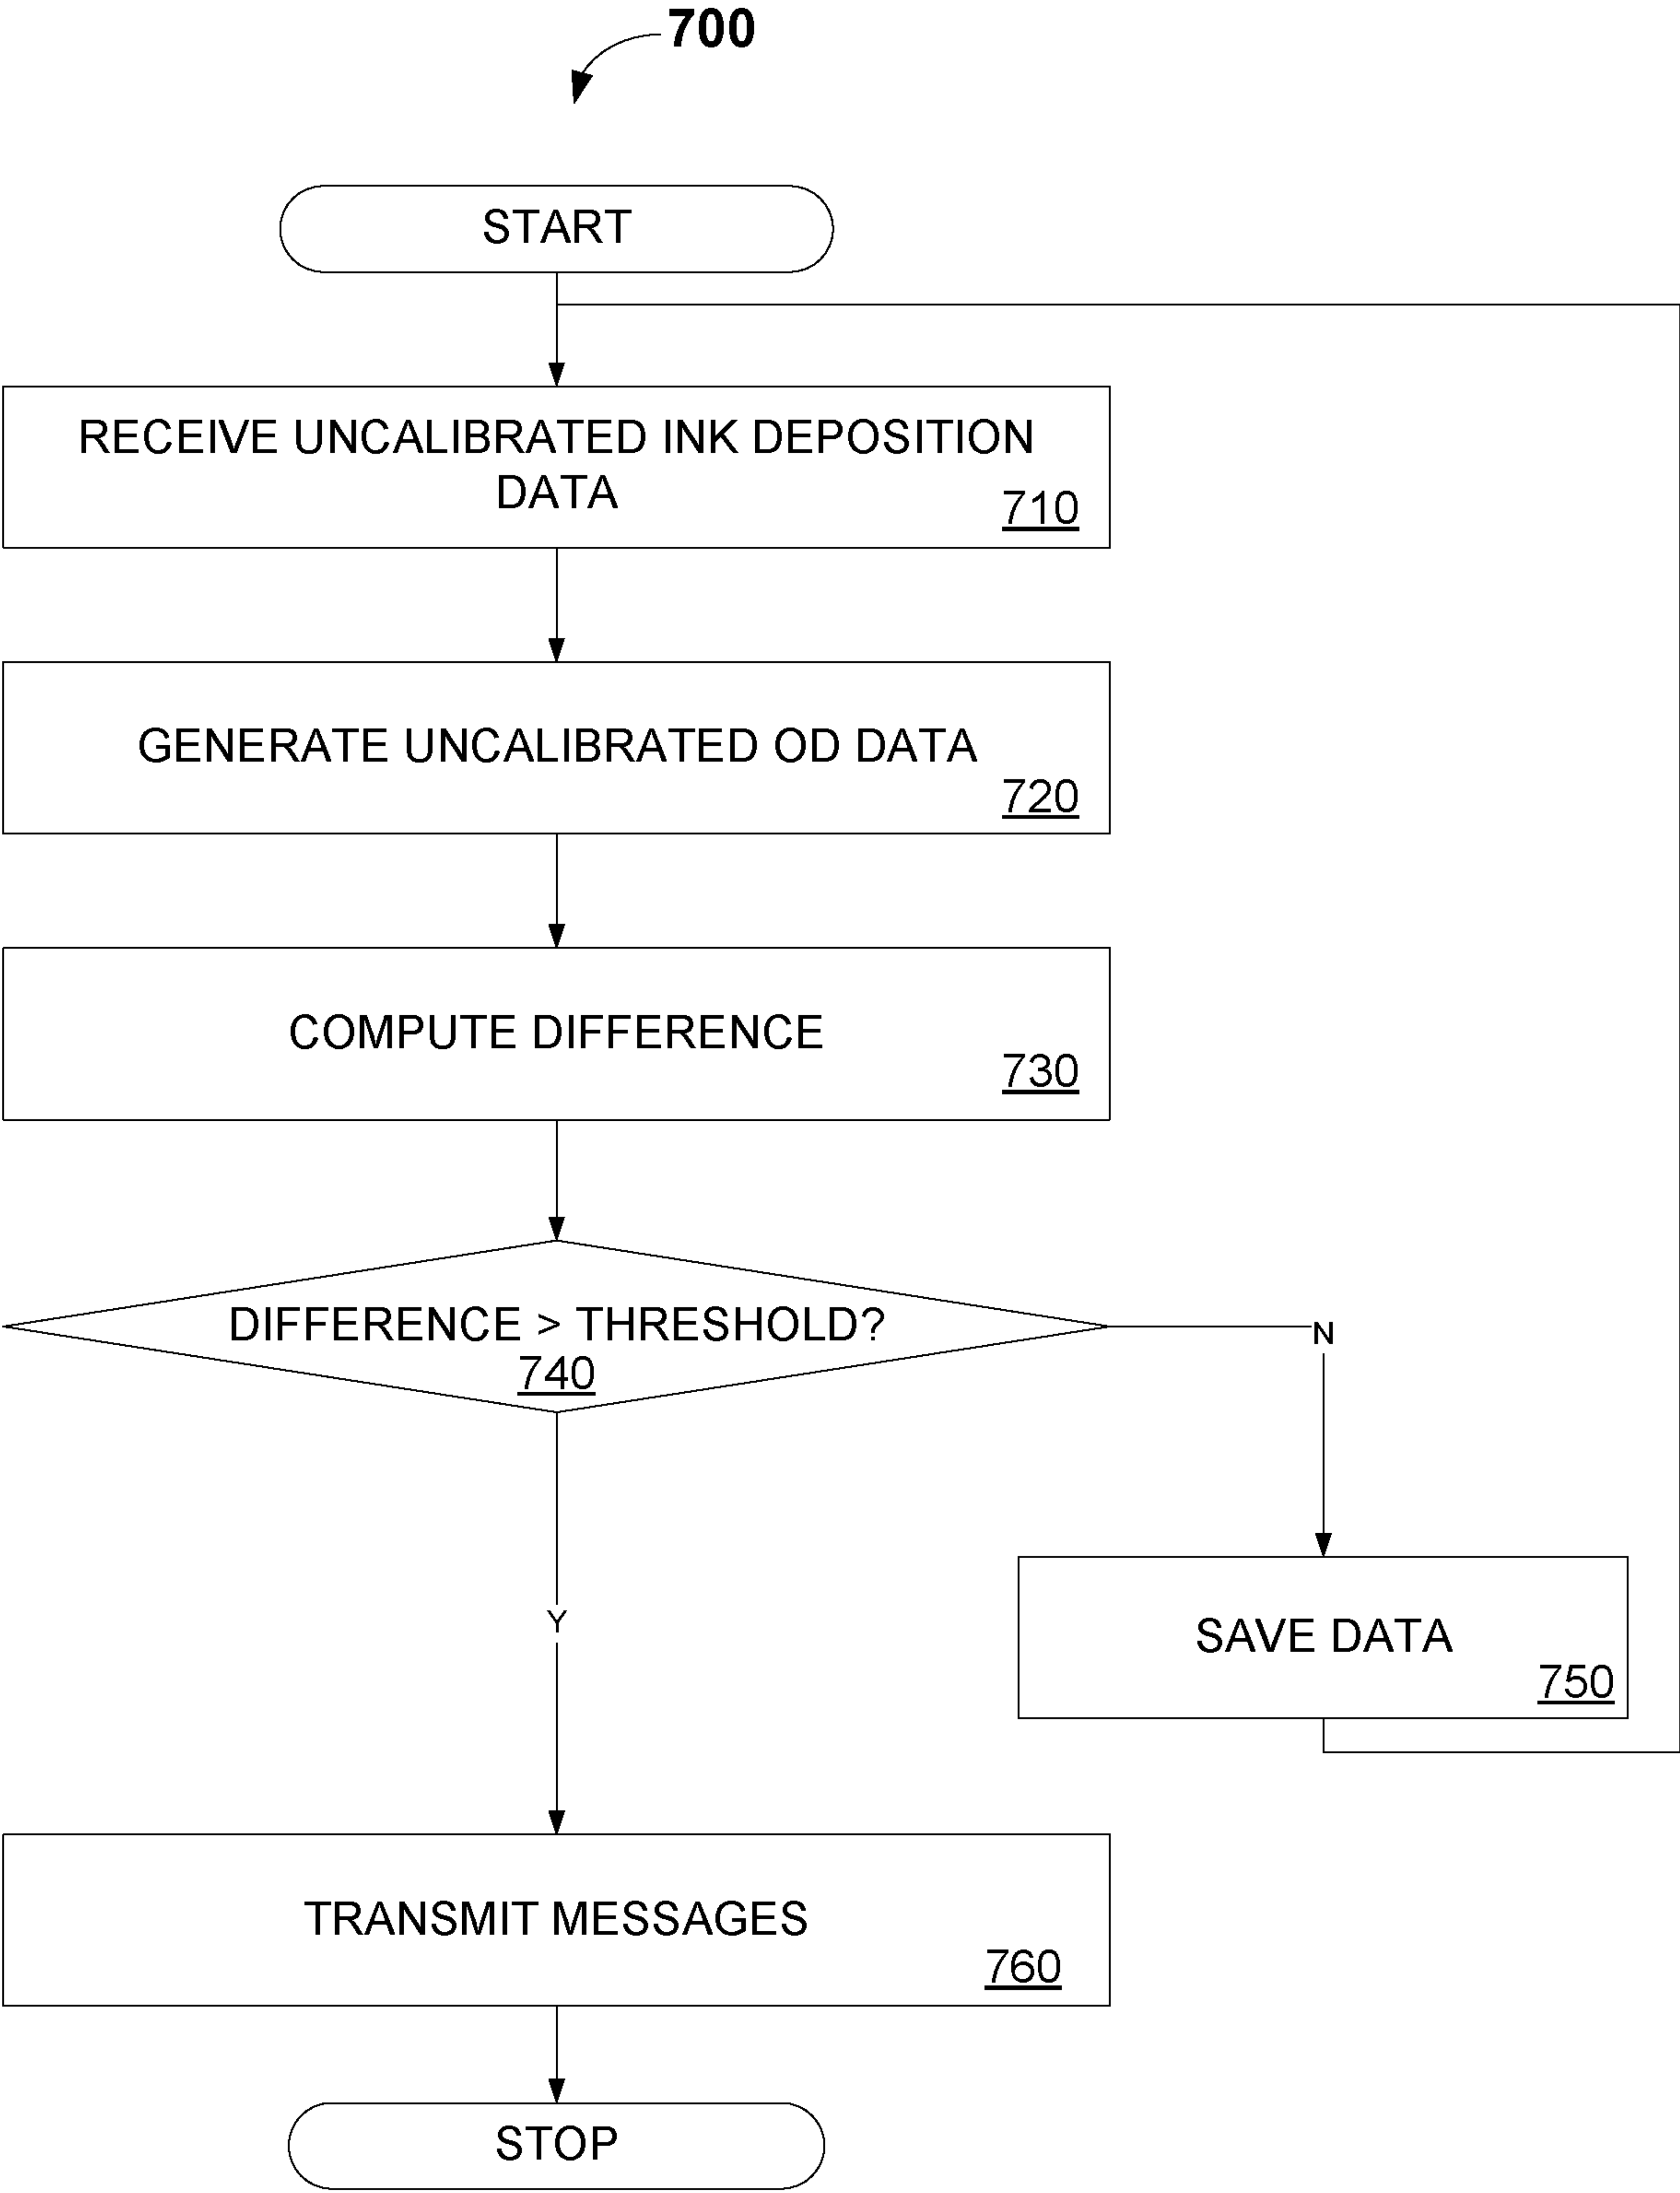 700
START
RECEIVE UNCALIBRATED INK DEPOSITION
DATA
710
GENERATE UNCALIBRATED OD DATA
720
COMPUTE DIFFERENCE
730
DIFFERENCE > THRESHOLD?
740
N
Y
SAVE DATA
750
TRANSMIT MESSAGES
760
STOP